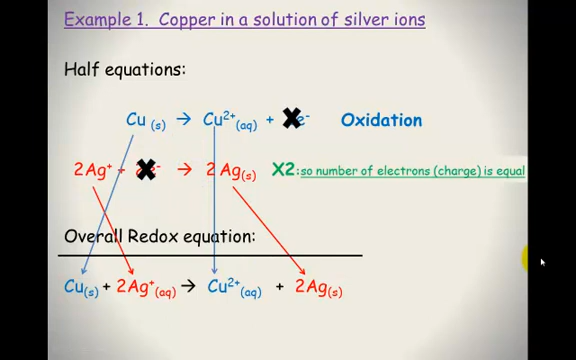 Example 1. Copper in a solution of silver ions
Half equations:
Cu (s) → Cu²⁺(aq) + e⁻ Oxidation
2Ag⁺ + e⁻ → 2 Ag(s) X2: so number of electrons (charge) is equal
Overall Redox equation:
Cu(s) + 2Ag⁺(aq) → Cu²⁺(aq) + 2Ag(s)